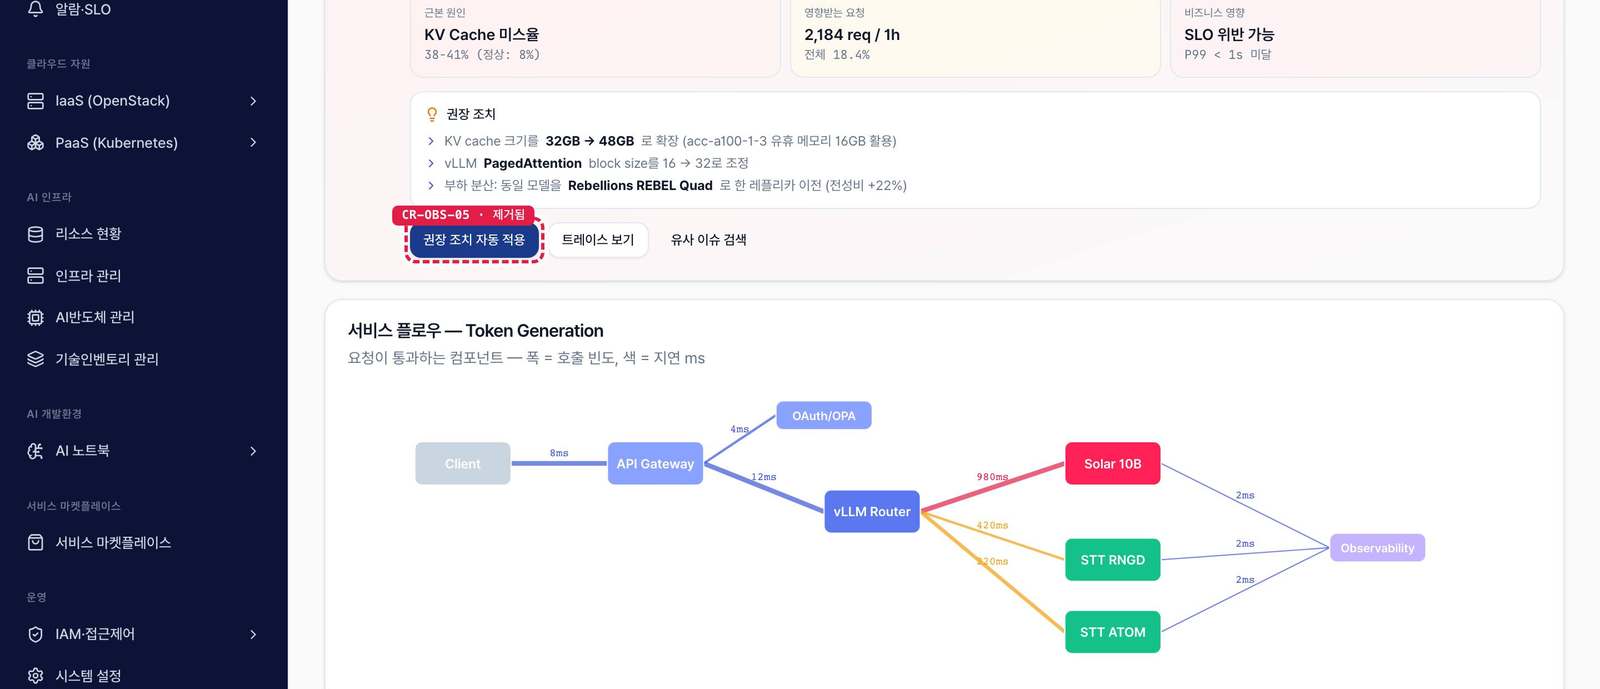 알람·SLO
클라우드 자원
IaaS (OpenStack)
PaaS (Kubernetes)
AI 인프라
리소스 현황
인프라 관리
AI반도체 관리
기술인벤토리 관리
AI 개발환경
AI 노트북
서비스 마켓플레이스
서비스 마켓플레이스
운영
IAM·접근제어
시스템 설정
근본 원인
KV Cache 미스율
38-41% (정상: 8%)
영향받는 요청
2,184 req / 1h
전체 18.4%
비즈니스 영향
SLO 위반 가능
P99 < 1s 미달
권장 조치
KV cache 크기를 32GB → 48GB 로 확장 (acc-a100-1-3 유휴 메모리 16GB 활용)
vLLM PagedAttention block size를 16 → 32로 조정
부하 분산: 동일 모델을 Rebellions REBEL Quad 로 한 레플리카 이전 (전성비 +22%)
CR-OBS-05 · 제거됨
권장 조치 자동 적용
트레이스 보기
유사 이슈 검색
서비스 플로우 — Token Generation
요청이 통과하는 컴포넌트 — 폭 = 호출 빈도, 색 = 지연 ms
Client
8ms
API Gateway
4ms
OAuth/OPA
12ms
vLLM Router
980ms
Solar 10B
420ms
STT RNGD
220ms
STT ATOM
2ms
2ms
2ms
Observability